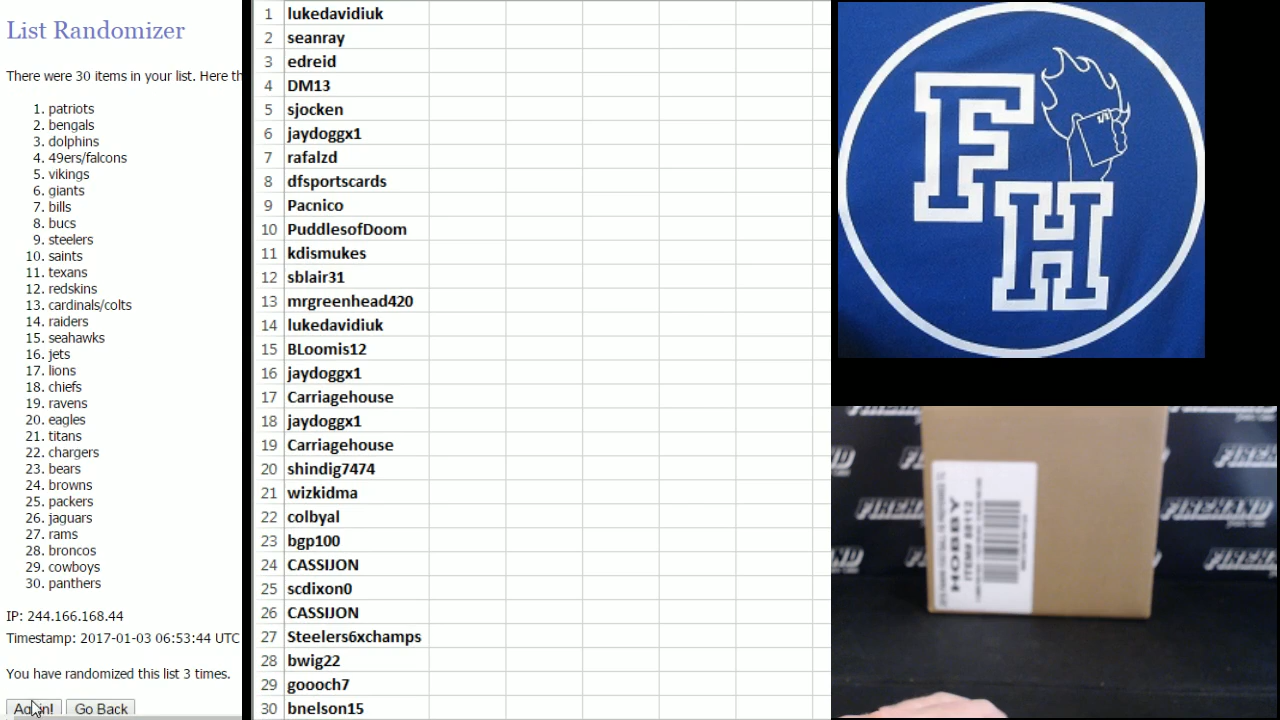 List Randomizer
There were 30 items in your list. Here th
1. patriots
2. bengals
3. dolphins
4. 49ers/falcons
5. vikings
6. giants
7. bills
8. bucs
9. steelers
10. saints
11. texans
12. redskins
13. cardinals/colts
14. raiders
15. seahawks
16. jets
17. lions
18. chiefs
19. ravens
20. eagles
21. titans
22. chargers
23. bears
24. browns
25. packers
26. jaguars
27. rams
28. broncos
29. cowboys
30. panthers
IP: 244.166.168.44
Timestamp: 2017-01-03 06:53:44 UTC
You have randomized this list 3 times.
Go Back
1 lukedavidiuk
2 seanray
3 edreid
4 DM13
5 sjocken
6 jaydoggx1
7 rafalzd
8 dfsportscards
9 Pacnico
10 PuddlesofDoom
11 kdismukes
12 sblair31
13 mrgreenhead420
14 lukedavidiuk
15 BLoomis12
16 jaydoggx1
17 Carriagehouse
18 jaydoggx1
19 Carriagehouse
20 shindig7474
21 wizkidma
22 colbyal
23 bgp100
24 CASSIJON
25 scdixon0
26 CASSIJON
27 Steelers6xchamps
28 bwig22
29 goooch7
30 bnelson15
F
1/1
H
HOBBY
FIREHAND
FIREHAND
FIREHAND